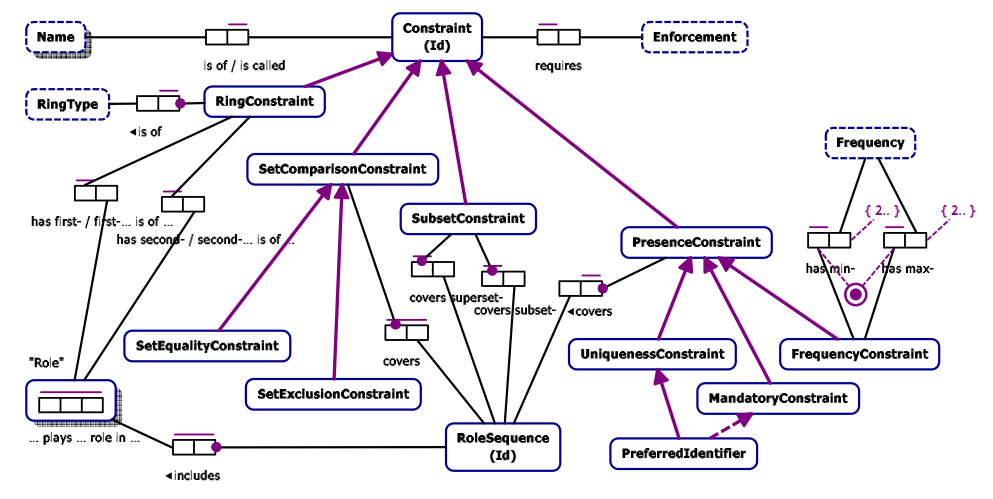 Name
Constraint
(Id)
Enforcement
is of / is called
requires
RingType
RingConstraint
◄is of
Frequency
SetComparisonConstraint
has first- / first-... is of ...
has second- / second-... is of ...
SubsetConstraint
{ 2.. }
{ 2.. }
PresenceConstraint
has min-
has max-
covers superset-
covers subset-
◄covers
SetEqualityConstraint
covers
UniquenessConstraint
FrequencyConstraint
"Role"
SetExclusionConstraint
MandatoryConstraint
... plays ... role in ...
RoleSequence
(Id)
PreferredIdentifier
◄includes